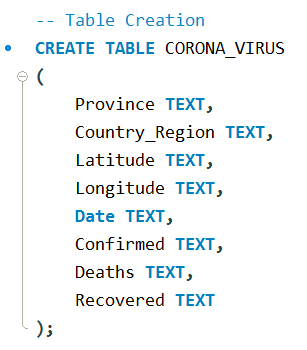 -- Table Creation
CREATE TABLE CORONA_VIRUS
(
Province TEXT,
Country_Region TEXT,
Latitude TEXT,
Longitude TEXT,
Date TEXT,
Confirmed TEXT,
Deaths TEXT,
Recovered TEXT
);